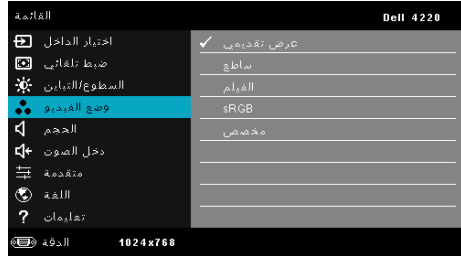 القائمة
Dell 4220
اختيار الداخل
ضبط تلقائي
السطوع/التباين
وضع الفيديو
الحجم
دخل الصوت
متقدمة
اللغة
تعليمات
عرض تقديمي
ساطع
الفيلم
sRGB
مخصص
الدقة 1024x768